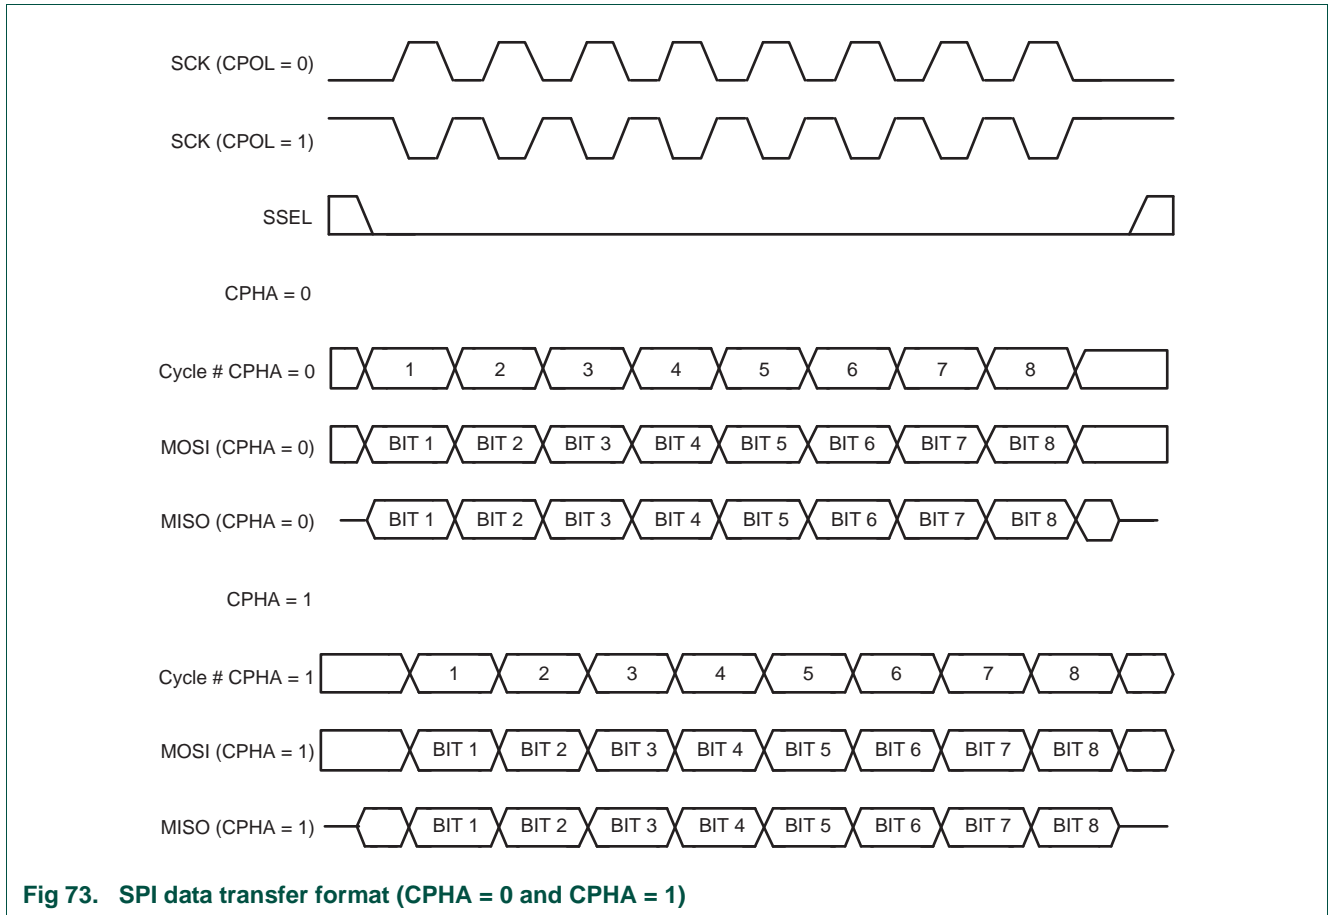 SCK (CPOL = 0)
SCK (CPOL = 1)
SSEL
CPHA = 0
Cycle # CPHA = 0 1 2 3 4 5 6 7 8
MOSI (CPHA = 0) BIT 1 BIT 2 BIT 3 BIT 4 BIT 5 BIT 6 BIT 7 BIT 8
MISO (CPHA = 0) BIT 1 BIT 2 BIT 3 BIT 4 BIT 5 BIT 6 BIT 7 BIT 8
CPHA = 1
Cycle # CPHA = 1 1 2 3 4 5 6 7 8
MOSI (CPHA = 1) BIT 1 BIT 2 BIT 3 BIT 4 BIT 5 BIT 6 BIT 7 BIT 8
MISO (CPHA = 1) BIT 1 BIT 2 BIT 3 BIT 4 BIT 5 BIT 6 BIT 7 BIT 8
Fig 73. SPI data transfer format (CPHA = 0 and CPHA = 1)